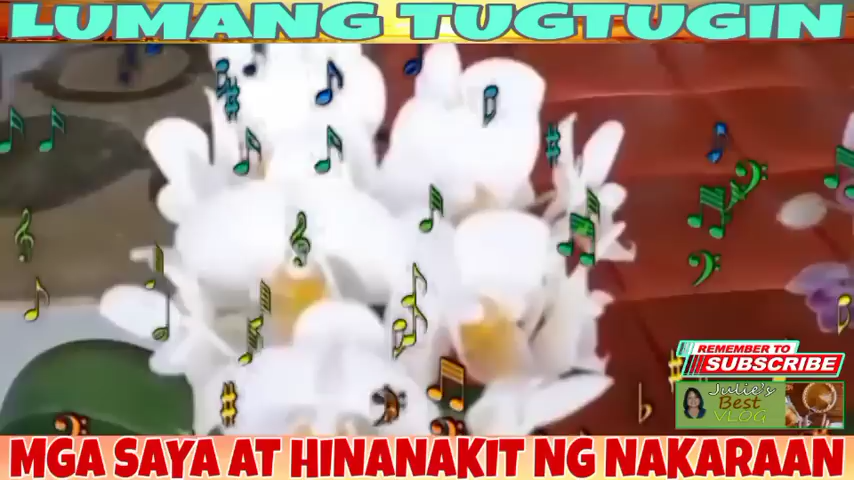 LUMANG TUGTUGIN
REMEMBER TO
SUBSCRIBE
Julie's
Best
VLOG
MGA SAYA AT HINANAKIT NG NAKARAAN